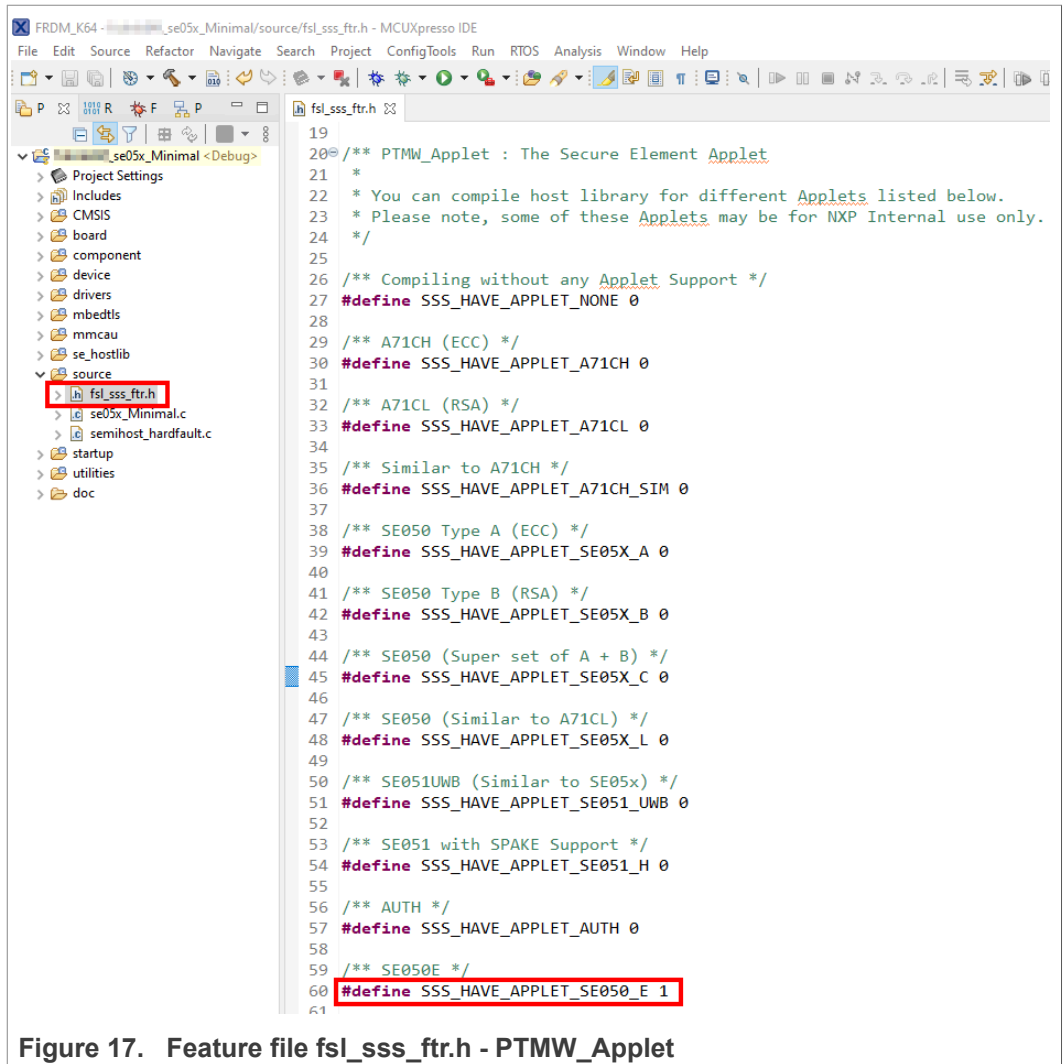 FRDM_K64 - _se05x_Minimal/source/fsl_sss_ftr.h - MCUXpresso IDE
File Edit Source Refactor Navigate Search Project ConfigTools Run RTOS Analysis Window Help
P R F P
fsl_sss_ftr.h
_se05x_Minimal <Debug>
Project Settings
Includes
CMSIS
board
component
device
drivers
mbedtls
mmcau
se_hostlib
source
fsl_sss_ftr.h
se05x_Minimal.c
semihost_hardfault.c
startup
utilities
doc
19
20 /** PTMW_Applet : The Secure Element Applet
21 *
22 * You can compile host library for different Applets listed below.
23 * Please note, some of these Applets may be for NXP Internal use only.
24 */
25
26 /** Compiling without any Applet Support */
27 #define SSS_HAVE_APPLET_NONE 0
28
29 /** A71CH (ECC) */
30 #define SSS_HAVE_APPLET_A71CH 0
31
32 /** A71CL (RSA) */
33 #define SSS_HAVE_APPLET_A71CL 0
34
35 /** Similar to A71CH */
36 #define SSS_HAVE_APPLET_A71CH_SIM 0
37
38 /** SE050 Type A (ECC) */
39 #define SSS_HAVE_APPLET_SE05X_A 0
40
41 /** SE050 Type B (RSA) */
42 #define SSS_HAVE_APPLET_SE05X_B 0
43
44 /** SE050 (Super set of A + B) */
45 #define SSS_HAVE_APPLET_SE05X_C 0
46
47 /** SE050 (Similar to A71CL) */
48 #define SSS_HAVE_APPLET_SE05X_L 0
49
50 /** SE051UWB (Similar to SE05x) */
51 #define SSS_HAVE_APPLET_SE051_UWB 0
52
53 /** SE051 with SPAKE Support */
54 #define SSS_HAVE_APPLET_SE051_H 0
55
56 /** AUTH */
57 #define SSS_HAVE_APPLET_AUTH 0
58
59 /** SE050E */
60 #define SSS_HAVE_APPLET_SE050_E 1
61
Figure 17. Feature file fsl_sss_ftr.h - PTMW_Applet